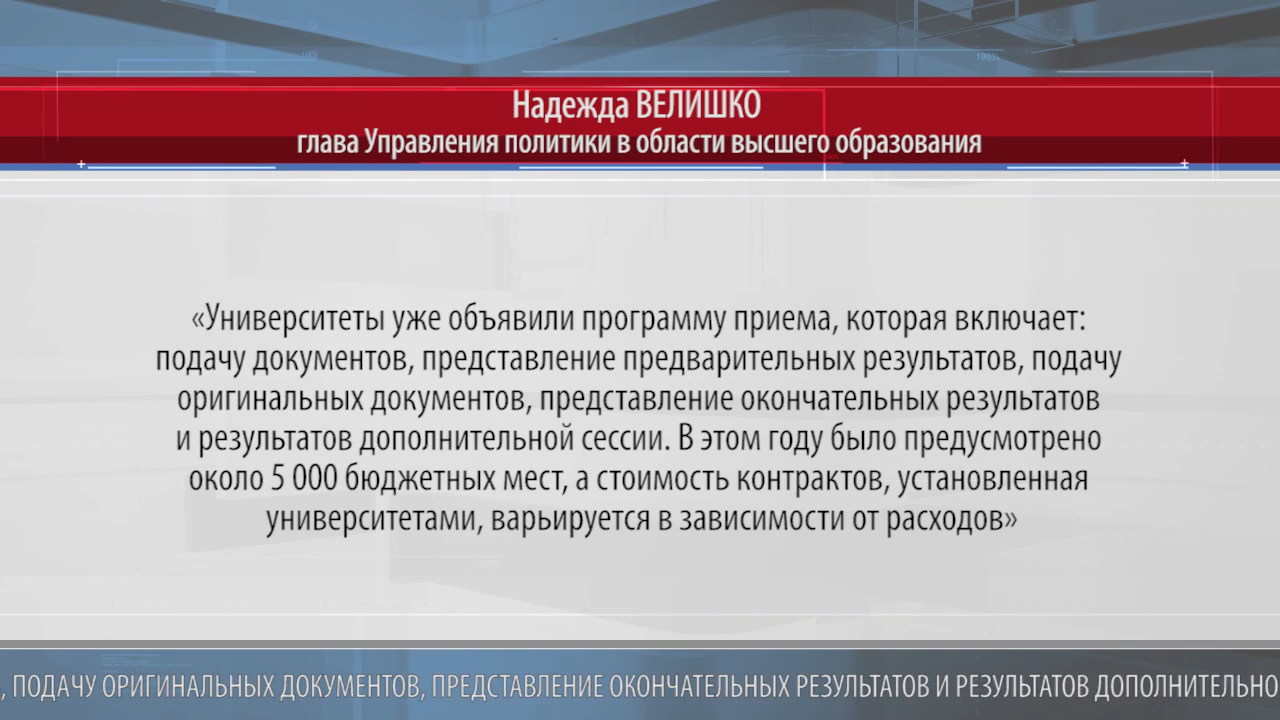 Надежда ВЕЛИШКО
глава Управления политики в области высшего образования
«Университеты уже объявили программу приема, которая включает:
подачу документов, представление предварительных результатов, подачу
оригинальных документов, представление окончательных результатов
и результатов дополнительной сессии. В этом году было предусмотрено
около 5 000 бюджетных мест, а стоимость контрактов, установленная
университетами, варьируется в зависимости от расходов»
, ПОДАЧУ ОРИГИНАЛЬНЫХ ДОКУМЕНТОВ, ПРЕДСТАВЛЕНИЕ ОКОНЧАТЕЛЬНЫХ РЕЗУЛЬТАТОВ И РЕЗУЛЬТАТОВ ДОПОЛНИТЕЛЬНО